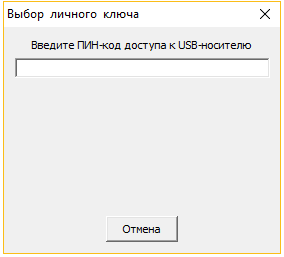 Выбор личного ключа
Введите ПИН-код доступа к USB-носителю
Отмена